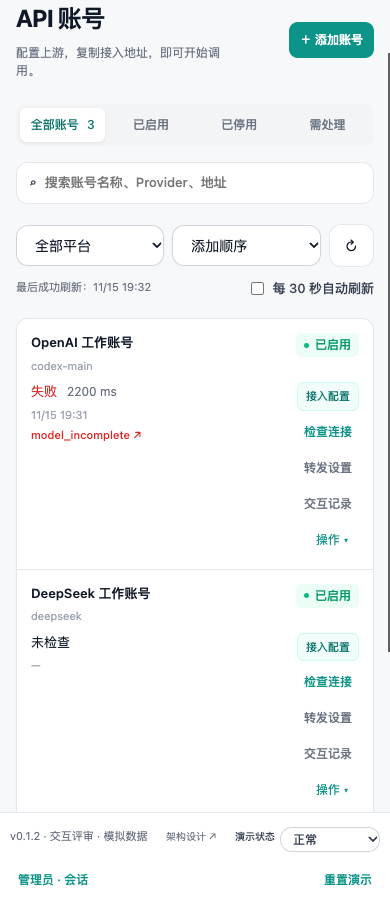 API 账号
配置上游，复制接入地址，即可开始调
用。
+ 添加账号
全部账号 3 已启用 已停用 需处理
搜索账号名称、Provider、地址
全部平台 添加顺序 ↻
最后成功刷新：11/15 19:32 每 30 秒自动刷新
OpenAI 工作账号 已启用
codex-main
失败 2200 ms 接入配置
11/15 19:31
model_incomplete ↗ 检查连接
转发设置
交互记录
操作 ▾
DeepSeek 工作账号 已启用
deepseek
未检查 接入配置
—
检查连接
转发设置
交互记录
操作 ▾
v0.1.2 · 交互评审 · 模拟数据 架构设计 ↗ 演示状态 正常
管理员 · 会话 重置演示